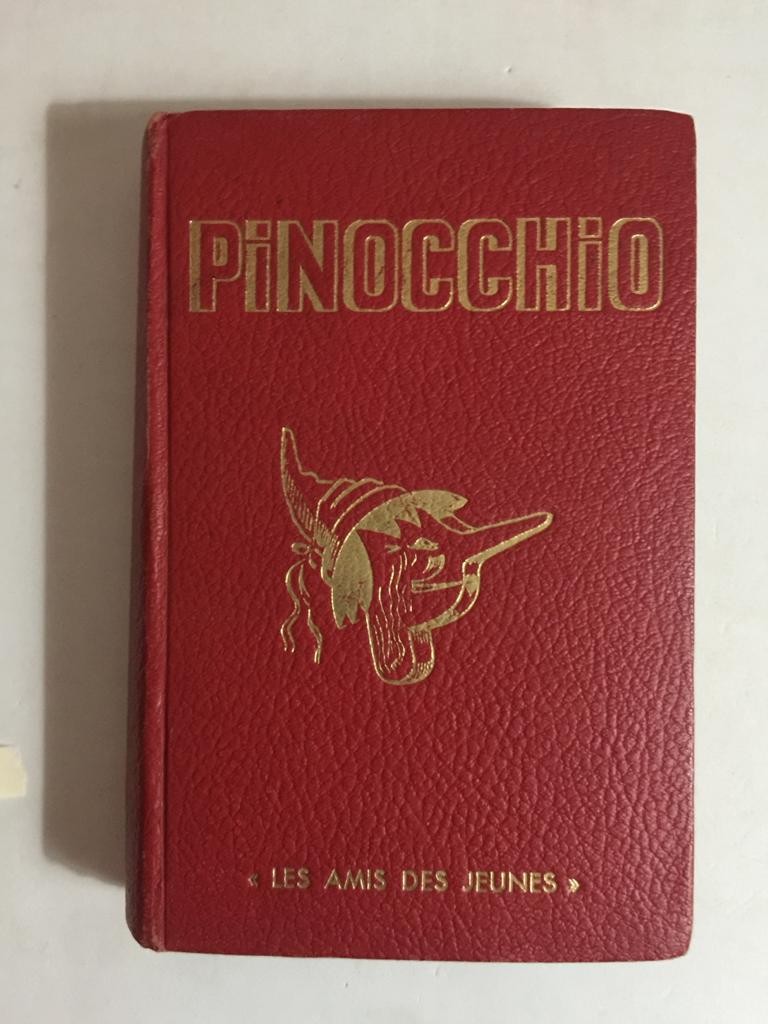 PiNOCCHiO
« LES AMIS DES JEUNES »